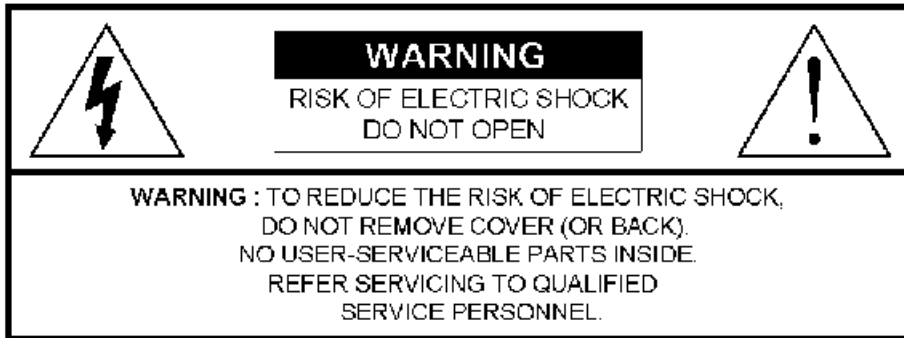 WARNING
RISK OF ELECTRIC SHOCK
DO NOT OPEN
WARNING : TO REDUCE THE RISK OF ELECTRIC SHOCK,
DO NOT REMOVE COVER (OR BACK).
NO USER-SERVICEABLE PARTS INSIDE.
REFER SERVICING TO QUALIFIED
SERVICE PERSONNEL.